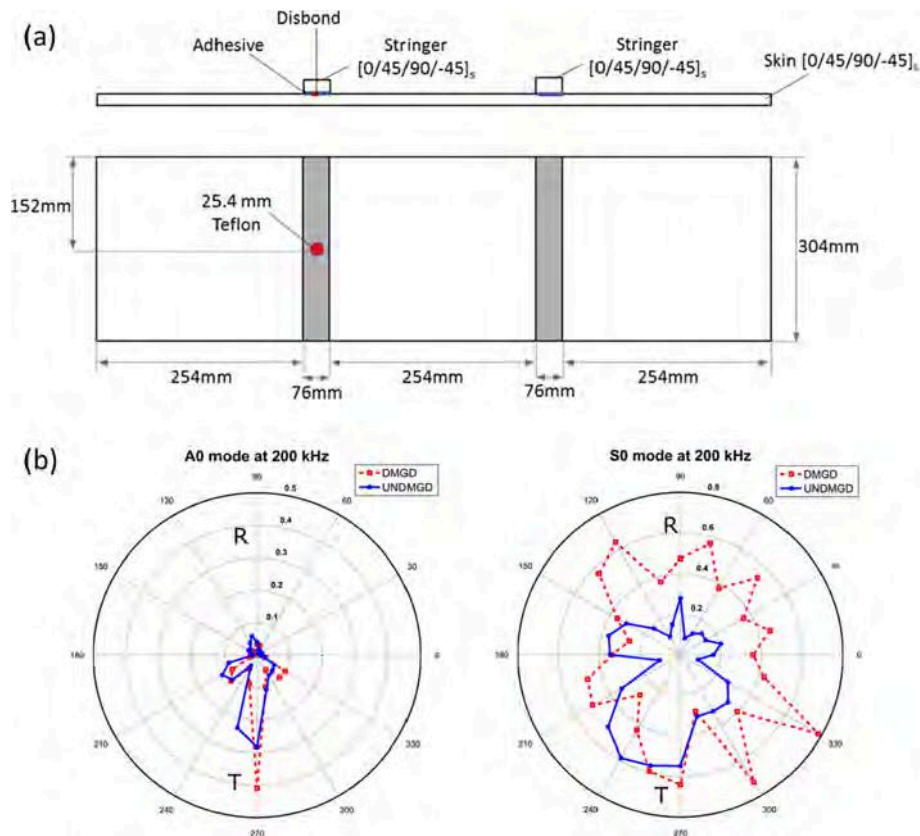 (a)
Disbond
Adhesive
Stringer
[0/45/90/-45]s
Stringer
[0/45/90/-45]s
Skin [0/45/90/-45]s
152mm
25.4 mm
Teflon
304mm
254mm
76mm
254mm
76mm
254mm
(b)
A0 mode at 200 kHz
DMGD
UNDMGD
90
60
30
0
330
300
270
240
210
180
150
120
0.5
0.4
0.3
0.2
0.1
R
T
S0 mode at 200 kHz
DMGD
UNDMGD
90
60
30
0
330
300
270
240
210
180
150
120
0.8
0.6
0.4
0.2
R
T